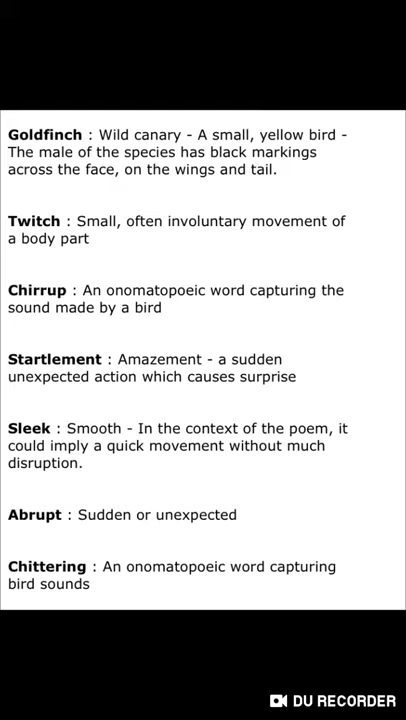 Goldfinch : Wild canary - A small, yellow bird -
The male of the species has black markings
across the face, on the wings and tail.
Twitch : Small, often involuntary movement of
a body part
Chirrup : An onomatopoeic word capturing the
sound made by a bird
Startlement : Amazement - a sudden
unexpected action which causes surprise
Sleek : Smooth - In the context of the poem, it
could imply a quick movement without much
disruption.
Abrupt : Sudden or unexpected
Chittering : An onomatopoeic word capturing
bird sounds
DU RECORDER